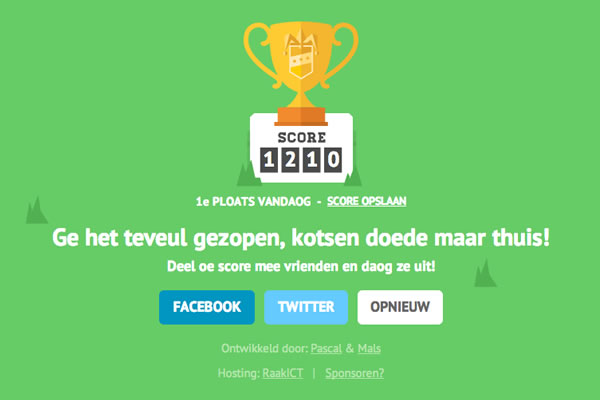 SCORE
1210
1e PLOATS VANDAOG - SCORE OPSLAAN
Ge het teveul gezopen, kotsen doede maar thuis!
Deel oe score mee vrienden en daog ze uit!
FACEBOOK TWITTER OPNIEUW
Ontwikkeld door: Pascal & Mals
Hosting: RaakICT | Sponsoren?